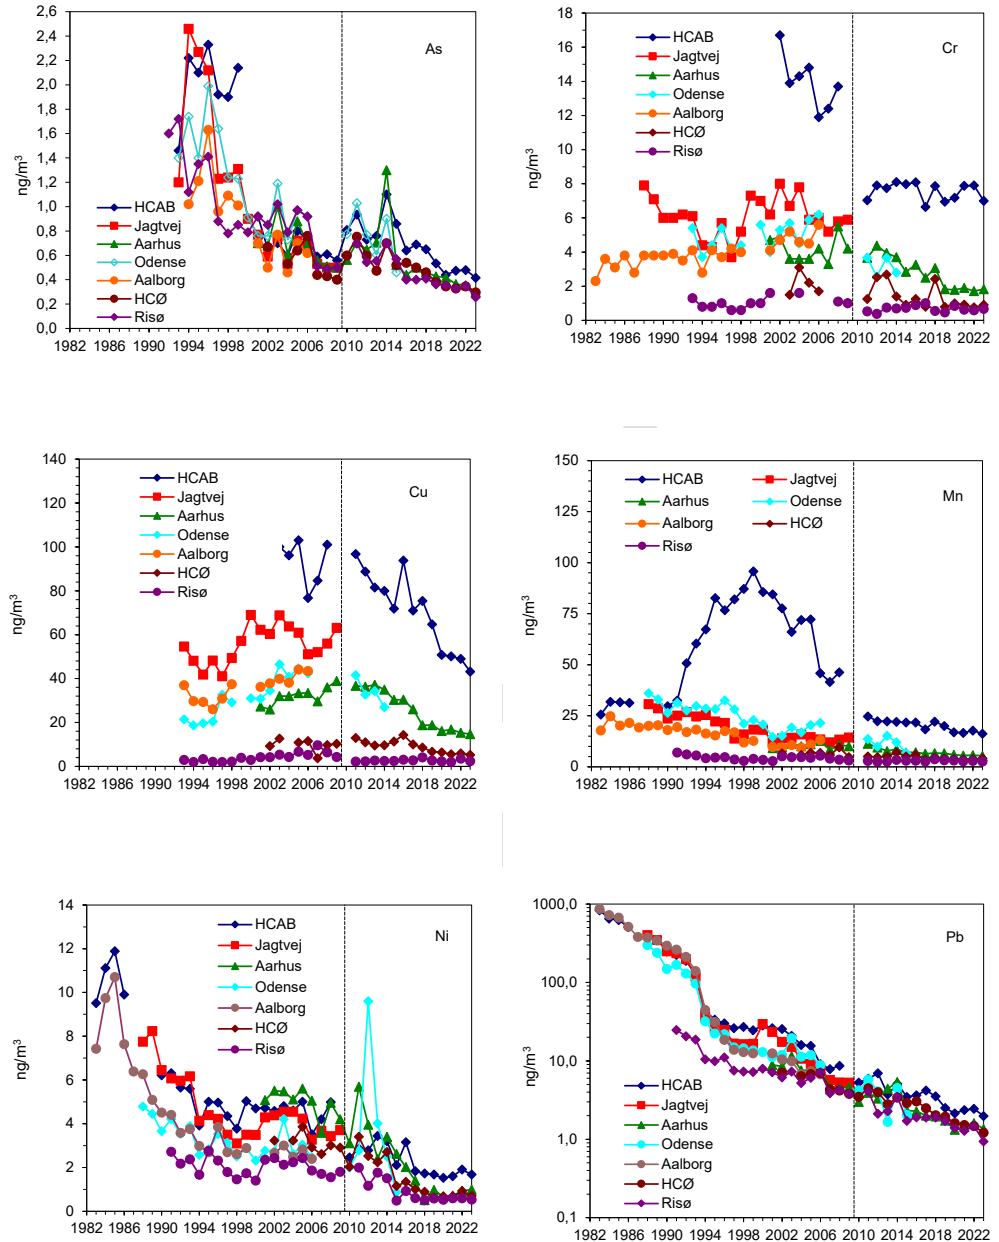 2,6
2,4
2,2
2,0
1,8
1,6
1,4
1,2
1,0
0,8
0,6
0,4
0,2
0,0
ng/m³
As
HCAB
Jagtvej
Aarhus
Odense
Aalborg
HCØ
Risø
1982 1986 1990 1994 1998 2002 2006 2010 2014 2018 2022
18
16
14
12
10
8
6
4
2
0
ng/m³
Cr
HCAB
Jagtvej
Aarhus
Odense
Aalborg
HCØ
Risø
1982 1986 1990 1994 1998 2002 2006 2010 2014 2018 2022
140
120
100
80
60
40
20
0
ng/m³
Cu
HCAB
Jagtvej
Aarhus
Odense
Aalborg
HCØ
Risø
1982 1986 1990 1994 1998 2002 2006 2010 2014 2018 2022
150
125
100
75
50
25
0
ng/m³
Mn
HCAB Jagtvej
Aarhus Odense
Aalborg HCØ
Risø
1982 1986 1990 1994 1998 2002 2006 2010 2014 2018 2022
14
12
10
8
6
4
2
0
ng/m³
Ni
HCAB
Jagtvej
Aarhus
Odense
Aalborg
HCØ
Risø
1982 1986 1990 1994 1998 2002 2006 2010 2014 2018 2022
1000,0
100,0
10,0
1,0
0,1
ng/m³
Pb
HCAB
Jagtvej
Aarhus
Odense
Aalborg
HCØ
Risø
1982 1986 1990 1994 1998 2002 2006 2010 2014 2018 2022